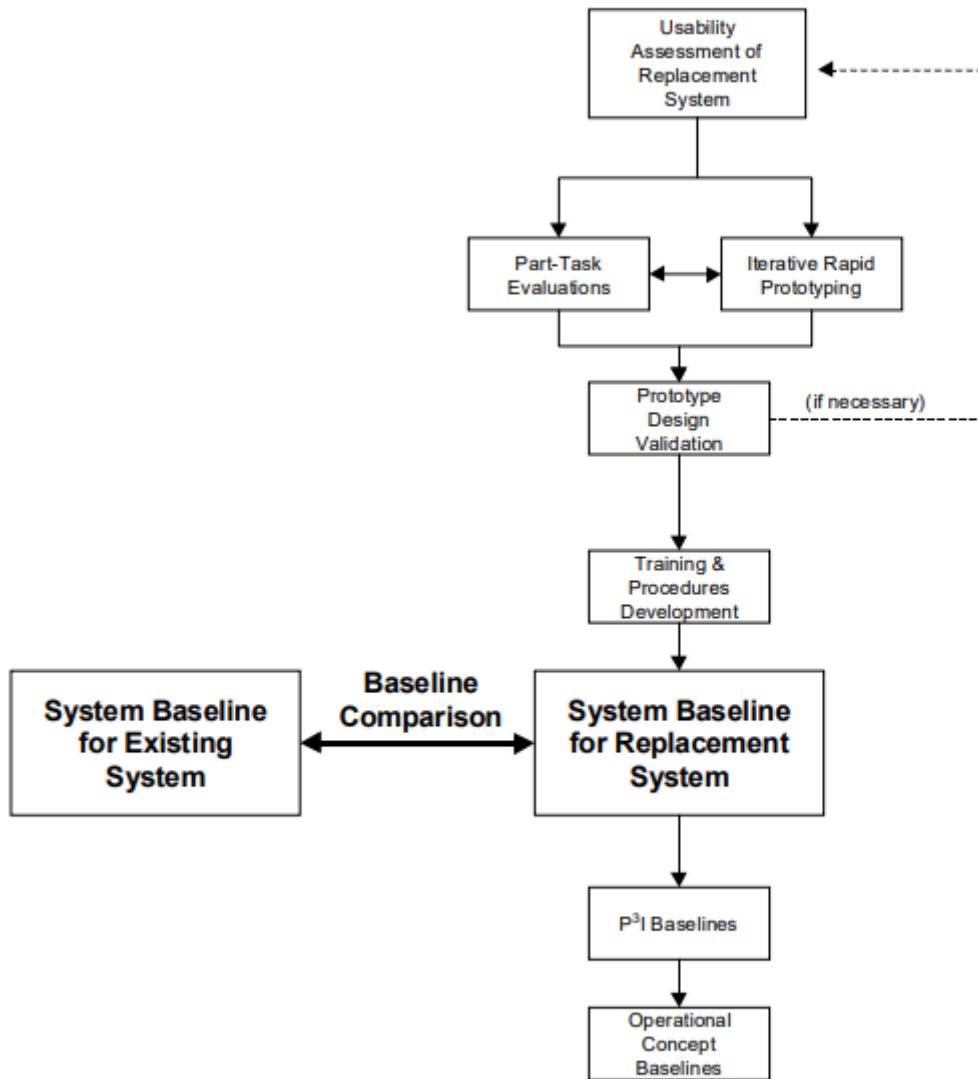 Usability
Assessment of
Replacement
System
Part-Task
Evaluations
Iterative Rapid
Prototyping
Prototype
Design
Validation
(if necessary)
Training &
Procedures
Development
System Baseline
for Existing
System
Baseline
Comparison
System Baseline
for Replacement
System
P³I Baselines
Operational
Concept
Baselines